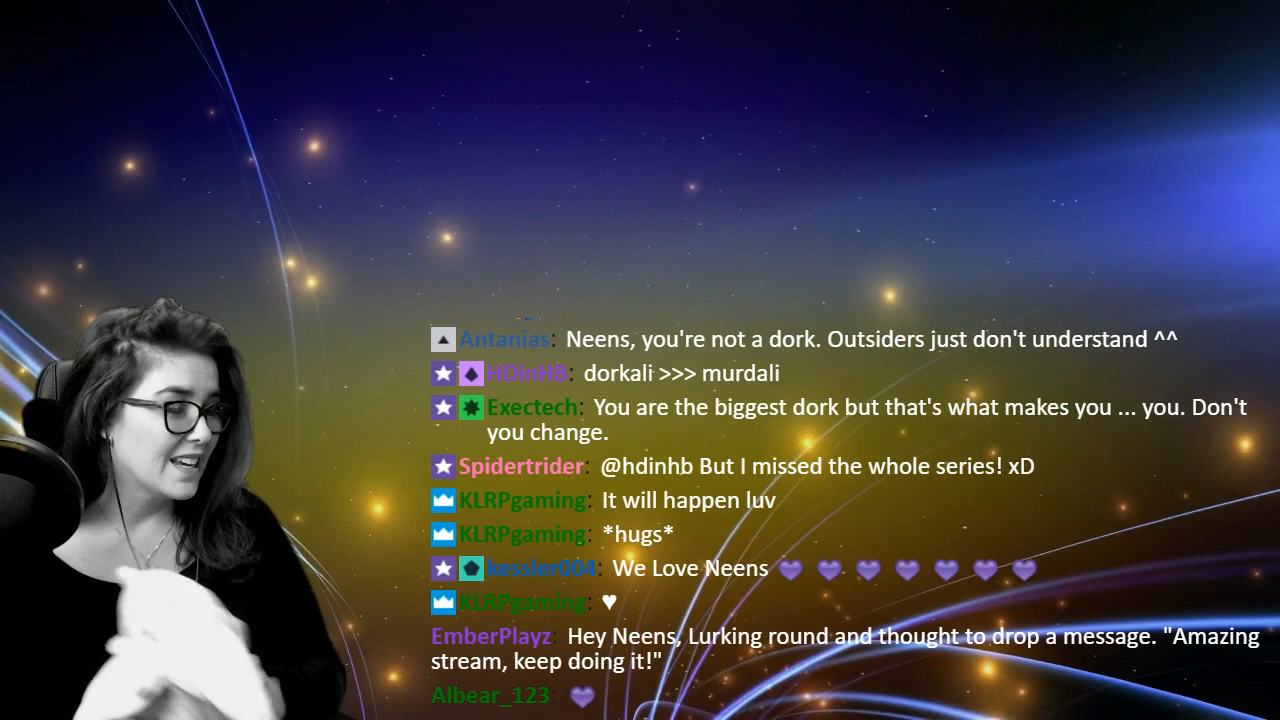 Antanias: Neens, you're not a dork. Outsiders just don't understand ^^
HDinHB: dorkali >>> murdali
Exectech: You are the biggest dork but that's what makes you ... you. Don't
you change.
Spidertrider: @hdinhb But I missed the whole series! xD
KLRPgaming: It will happen luv
KLRPgaming: *hugs*
kessler004: We Love Neens 💜 💜 💜 💜 💜 💜 💜
KLRPgaming: ♥
EmberPlayz: Hey Neens, Lurking round and thought to drop a message. "Amazing
stream, keep doing it!"
Albear_123: 💜